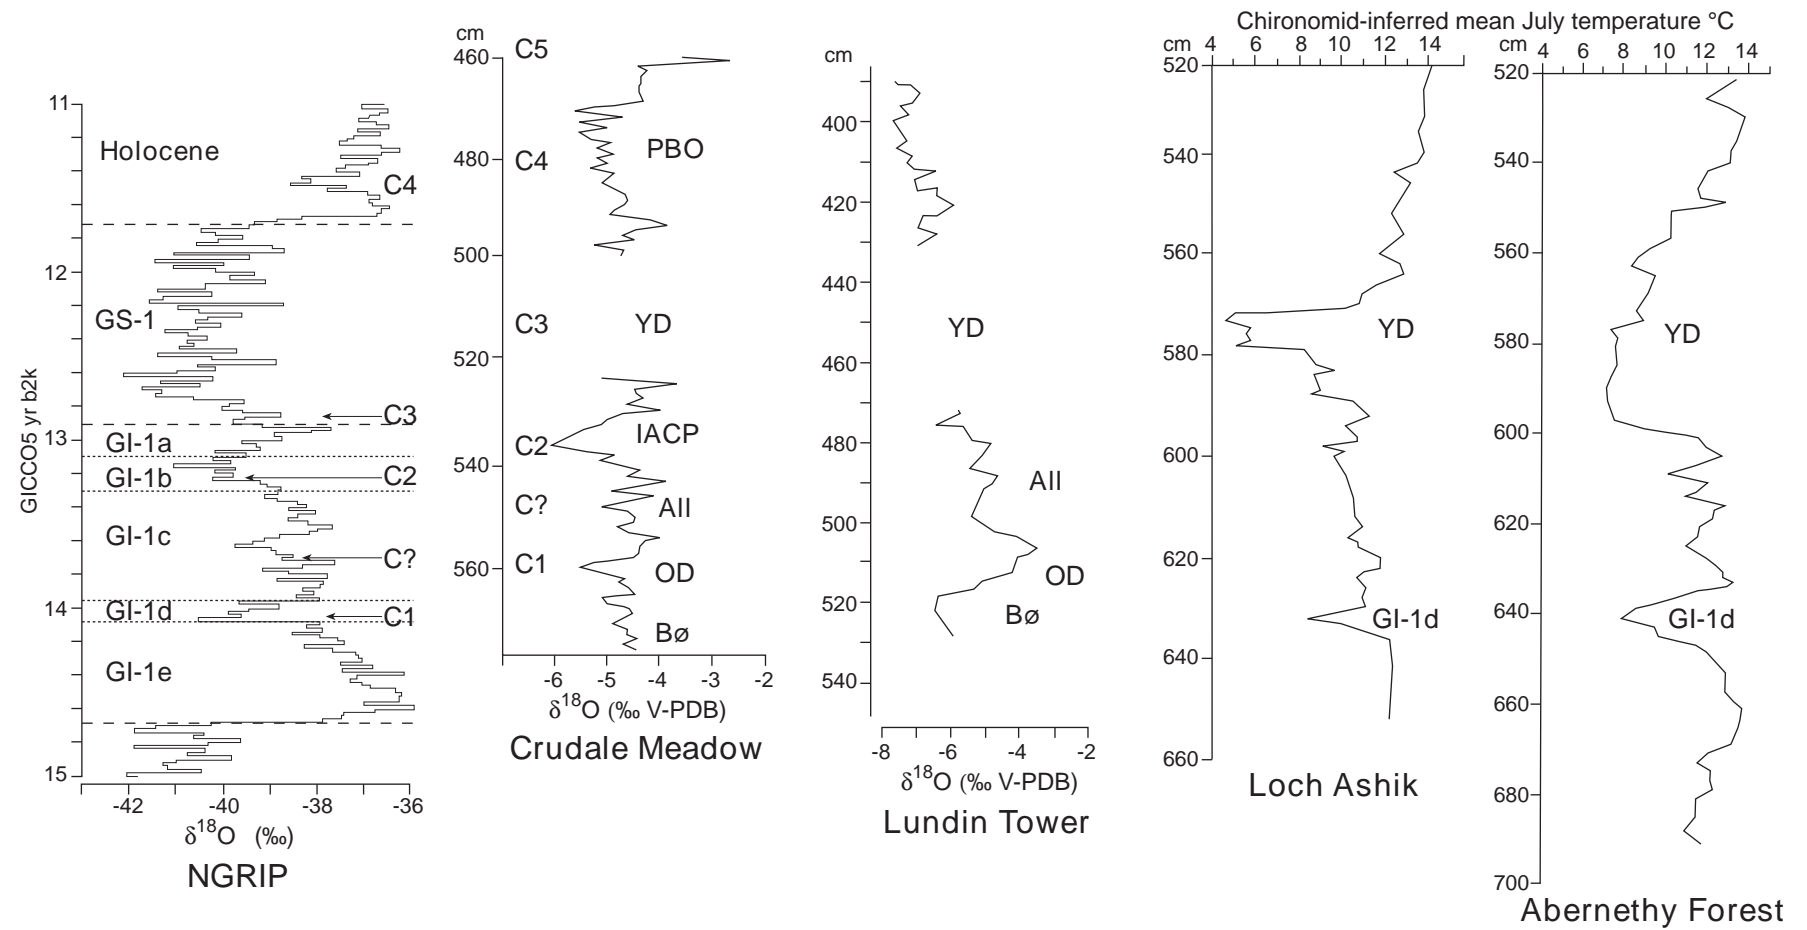 Chironomid-inferred mean July temperature °C
GICCO5 yr b2k
11
12
13
14
15
Holocene
C4
GS-1
C3
GI-1a
GI-1b
C2
GI-1c
C?
GI-1d
C1
GI-1e
-42 -40 -38 -36
δ18O (‰)
NGRIP
cm
460
480
500
520
540
560
C5
PBO
C4
C3
YD
IACP
C2
C?
All
C1
OD
Bø
-6 -5 -4 -3 -2
δ18O (‰ V-PDB)
Crudale Meadow
cm
400
420
440
460
480
500
520
540
YD
All
OD
Bø
-8 -6 -4 -2
δ18O (‰ V-PDB)
Lundin Tower
cm 4 6 8 10 12 14
520
540
560
580
600
620
640
660
YD
GI-1d
Loch Ashik
cm 4 6 8 10 12 14
520
540
560
580
600
620
640
660
680
700
YD
GI-1d
Abernethy Forest